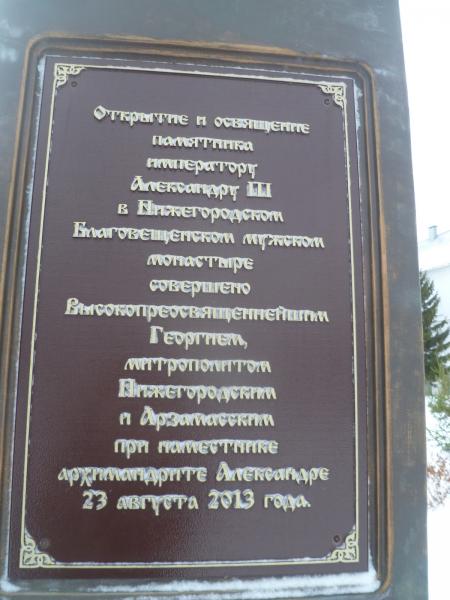 Открытие и освящение
памятника
императору
Александру III
в Нижегородском
Благовещенском мужском
монастыре
совершено
Высокопреосвященнейшим
Георгием,
митрополитом
Нижегородским
и Арзамасским
при наместнике
архимандрите Александре
23 августа 2013 года.